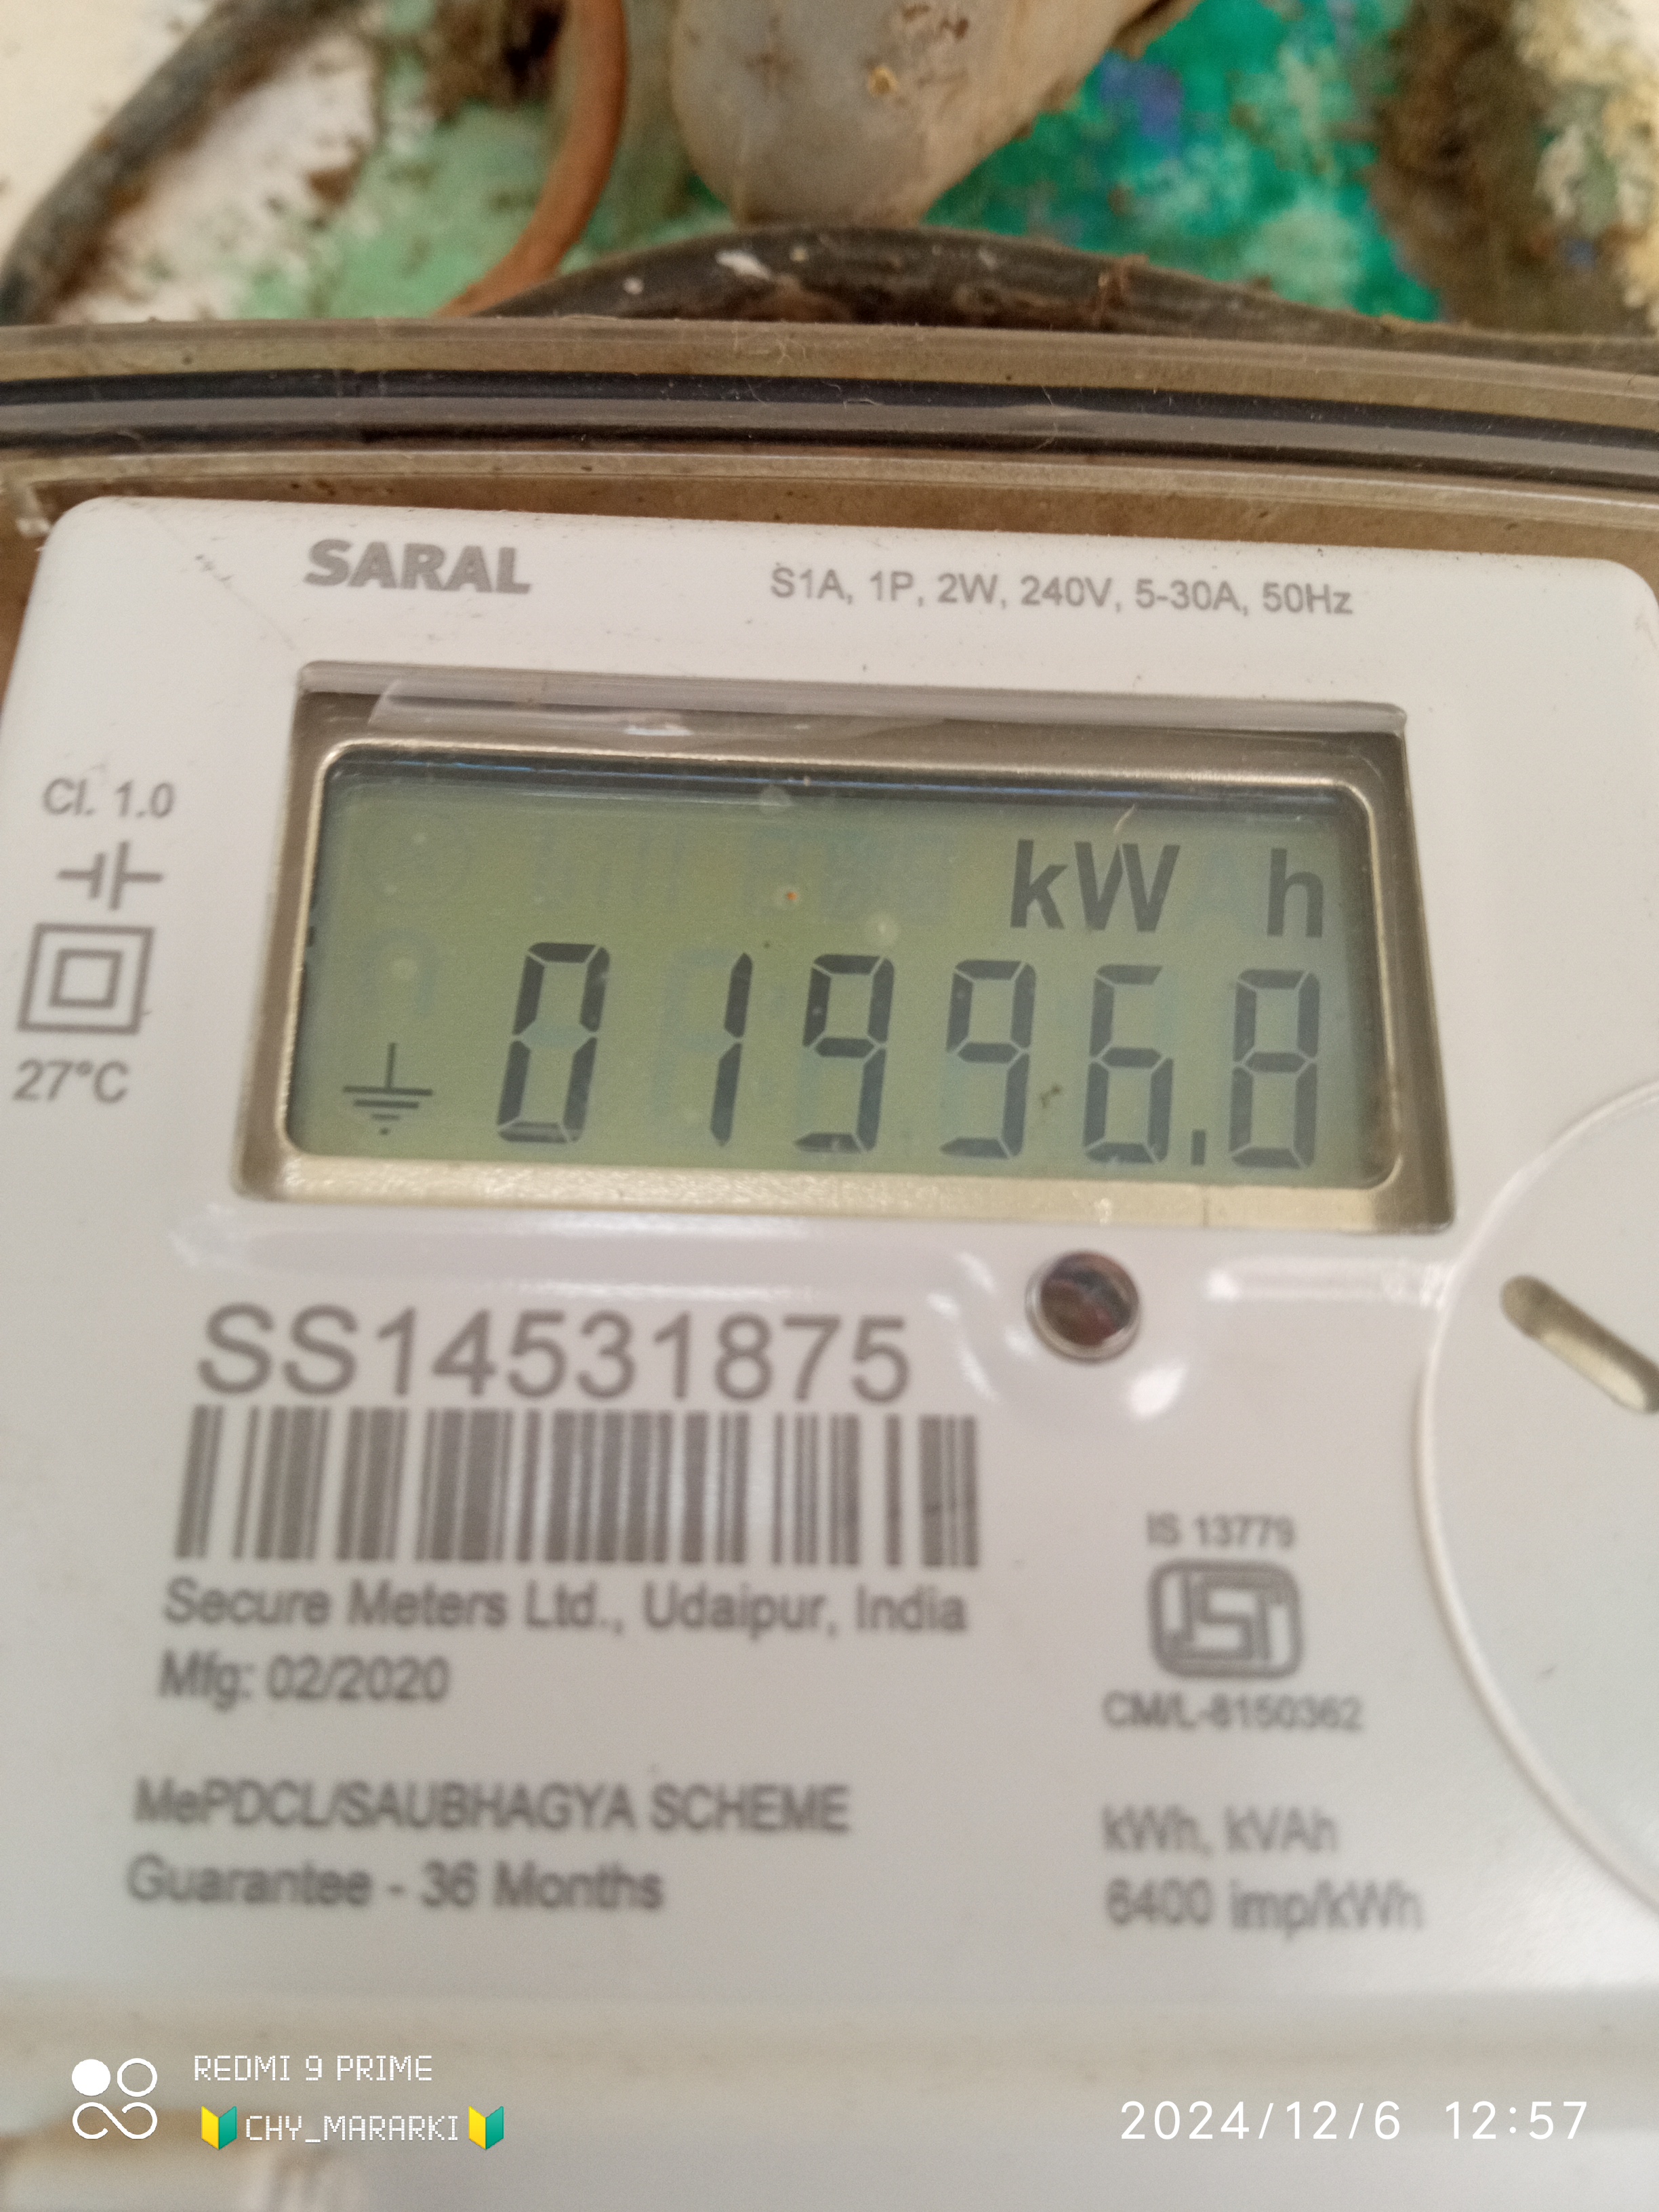 SARAL
S1A, 1P, 2W, 240V, 5-30A, 50Hz
Cl. 1.0
27°C
kW h
01996.8
SS14531875
Secure Meters Ltd., Udaipur, India
Mfg: 02/2020
IS 13779
ISI
CM/L-8150362
MePDCL/SAUBHAGYA SCHEME
Guarantee - 36 Months
kWh, kVAh
6400 imp/kWh
REDMI 9 PRIME
🔰CHY_MARARKI🔰
2024/12/6 12:57